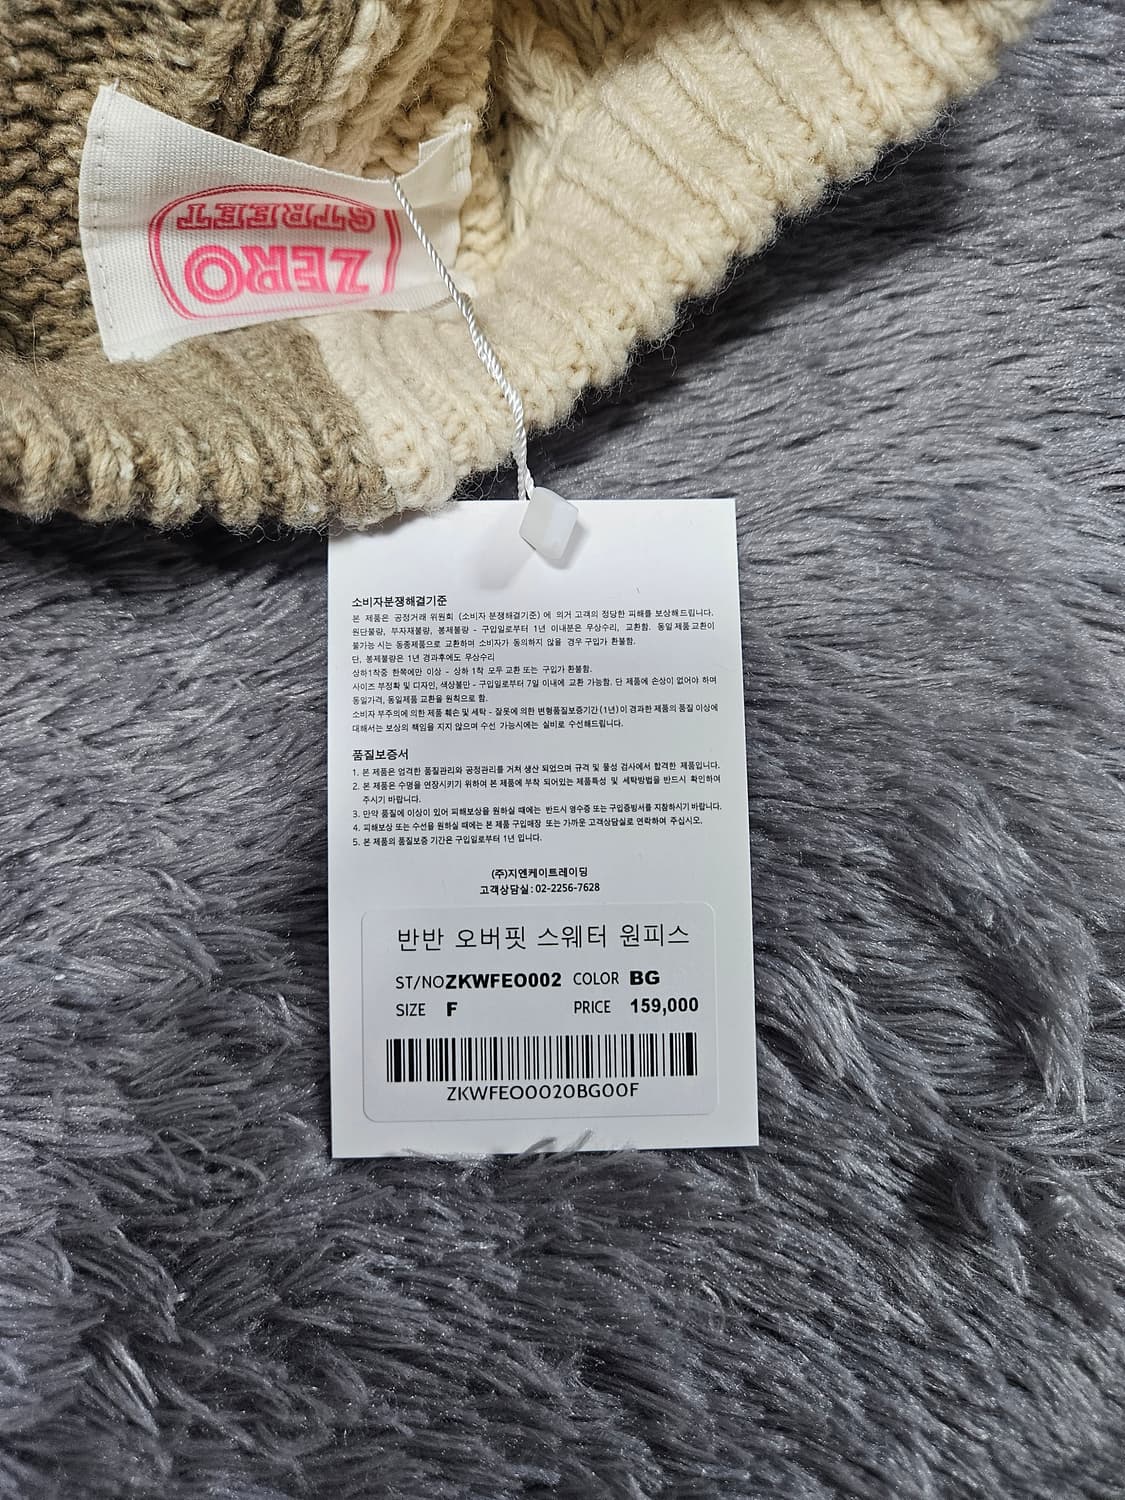 ZERO
STREET
소비자분쟁해결기준
본 제품은 공정거래 위원회 (소비자 분쟁해결기준) 에 의거 고객의 정당한 피해를 보상해드립니다.
원단불량, 부자재불량, 봉제불량 - 구입일로부터 1년 이내분은 무상수리, 교환함. 동일 제품 교환이
불가능 시는 동종제품으로 교환하며 소비자가 동의하지 않을 경우 구입가 환불함.
단, 봉제불량은 1년 경과후에도 무상수리
상하1착중 한쪽에만 이상 - 상하 1착 모두 교환 또는 구입가 환불함.
사이즈 부정확 및 디자인, 색상불만 - 구입일로부터 7일 이내에 교환 가능함. 단 제품에 손상이 없어야 하며
동일가격, 동일제품 교환을 원칙으로 함.
소비자 부주의에 의한 제품 훼손 및 세탁 - 잘못에 의한 변형품질보증기간(1년)이 경과한 제품의 품질 이상에
대해서는 보상의 책임을 지지 않으며 수선 가능시에는 실비로 수선해드립니다.
품질보증서
1. 본 제품은 엄격한 품질관리와 공정관리를 거쳐 생산 되었으며 규격 및 물성 검사에서 합격한 제품입니다.
2. 본 제품은 수명을 연장시키기 위하여 본 제품에 부착 되어있는 제품특성 및 세탁방법을 반드시 확인하여
주시기 바랍니다.
3. 만약 품질에 이상이 있어 피해보상을 원하실 때에는 반드시 영수증 또는 구입증빙서를 지참하시기 바랍니다.
4. 피해보상 또는 수선을 원하실 때에는 본 제품 구입매장 또는 가까운 고객상담실로 연락하여 주십시오.
5. 본 제품의 품질보증 기간은 구입일로부터 1년 입니다.
(주)지엔케이트레이딩
고객상담실: 02-2256-7628
반반 오버핏 스웨터 원피스
ST/NO ZKWFEO002 COLOR BG
SIZE F PRICE 159,000
ZKWFEO0020BG00F